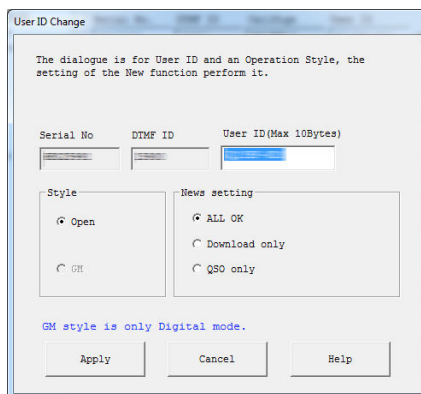 User ID Change
The dialogue is for User ID and an Operation Style, the
setting of the New function perform it.
Serial No DTMF ID User ID(Max 10Bytes)
Style News setting
Open ALL OK
Download only
GM QSO only
GM style is only Digital mode.
Apply Cancel Help